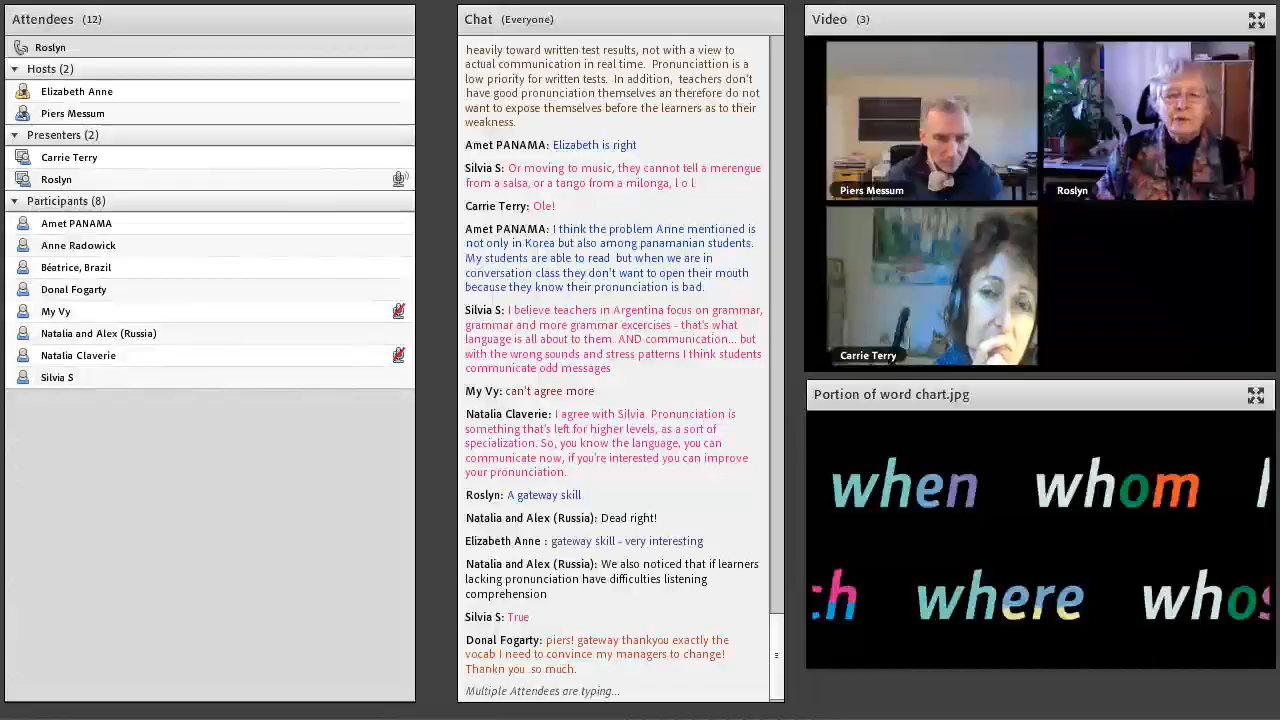 Attendees (12)
Roslyn
Hosts (2)
Elizabeth Anne
Piers Messum
Presenters (2)
Carrie Terry
Roslyn
Participants (8)
Amet PANAMA
Anne Radowick
Béatrice, Brazil
Donal Fogarty
My Vy
Natalia and Alex (Russia)
Natalia Claverie
Silvia S
Chat (Everyone)
heavily toward written test results, not with a view to
actual communication in real time. Pronunciattion is a
low priority for written tests. In addition, teachers don't
have good pronunciation themselves an therefore do not
want to expose themselves before the learners as to their
weakness.
Amet PANAMA: Elizabeth is right
Silvia S: Or moving to music, they cannot tell a merengue
from a salsa, or a tango from a milonga, l o l
Carrie Terry: Ole!
Amet PANAMA: I think the problem Anne mentioned is
not only in Korea but also among panamanian students.
My students are able to read but when we are in
conversation class they don't want to open their mouth
because they know their pronunciation is bad.
Silvia S: I believe teachers in Argentina focus on grammar,
grammar and more grammar excercises - that's what
language is all about to them. AND communication... but
with the wrong sounds and stress patterns I think students
communicate odd messages
My Vy: can't agree more
Natalia Claverie: I agree with Silvia. Pronunciation is
something that's left for higher levels, as a sort of
specialization. So, you know the language, you can
communicate now, if you're interested you can improve
your pronunciation.
Roslyn: A gateway skill
Natalia and Alex (Russia): Dead right!
Elizabeth Anne : gateway skill - very interesting
Natalia and Alex (Russia): We also noticed that if learners
lacking pronunciation have difficulties listening
comprehension
Silvia S: True
Donal Fogarty: piers! gateway thankyou exactly the
vocab I need to convince my managers to change!
Thankn you so much.
Multiple Attendees are typing...
Video (3)
Piers Messum
Roslyn
Carrie Terry
Portion of word chart.jpg
when whom
ch where whos